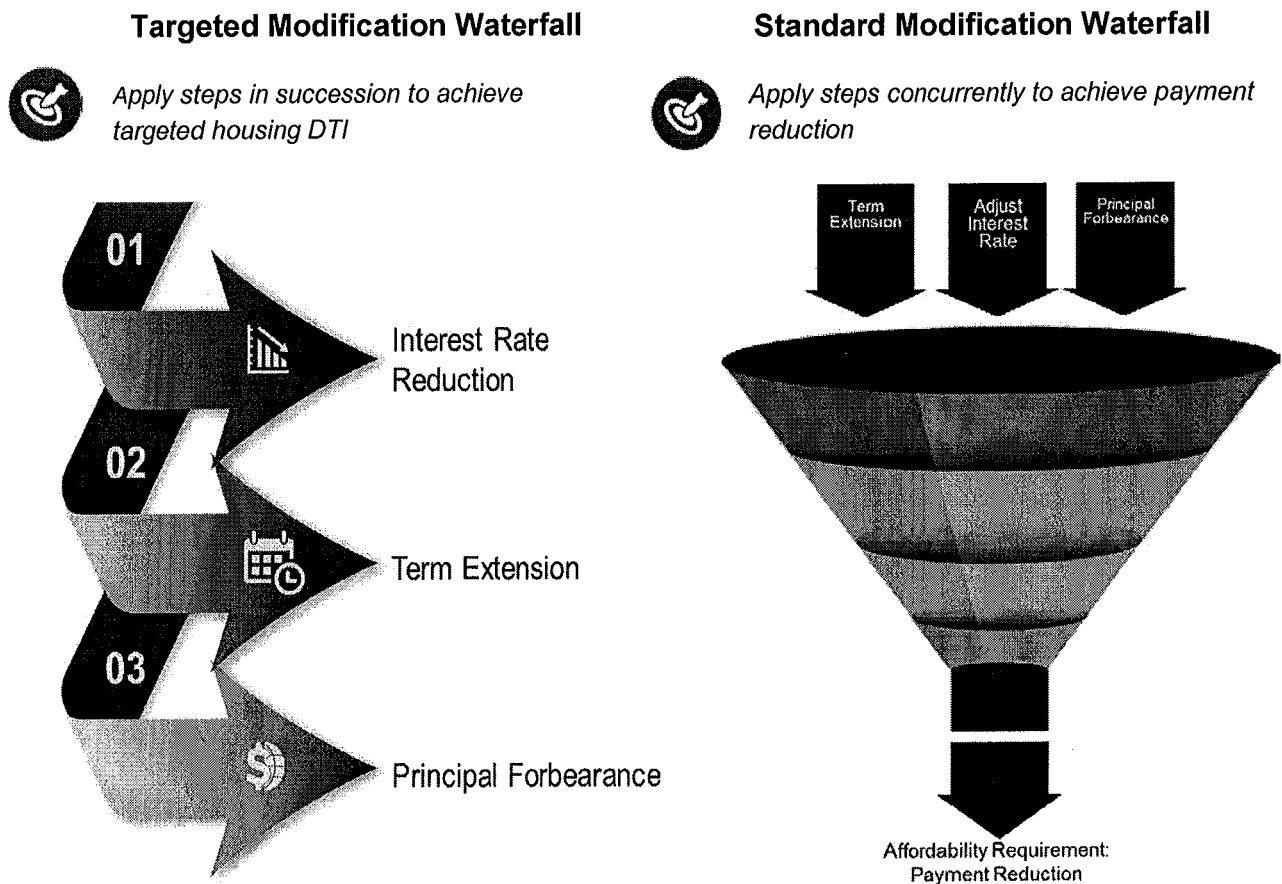 Targeted Modification Waterfall
Apply steps in succession to achieve
targeted housing DTI
01
Interest Rate
Reduction
02
Term Extension
03
$
Principal Forbearance
Standard Modification Waterfall
Apply steps concurrently to achieve payment
reduction
Term
Extension
Adjust
Interest
Rate
Principal
Forbearance
Affordability Requirement:
Payment Reduction